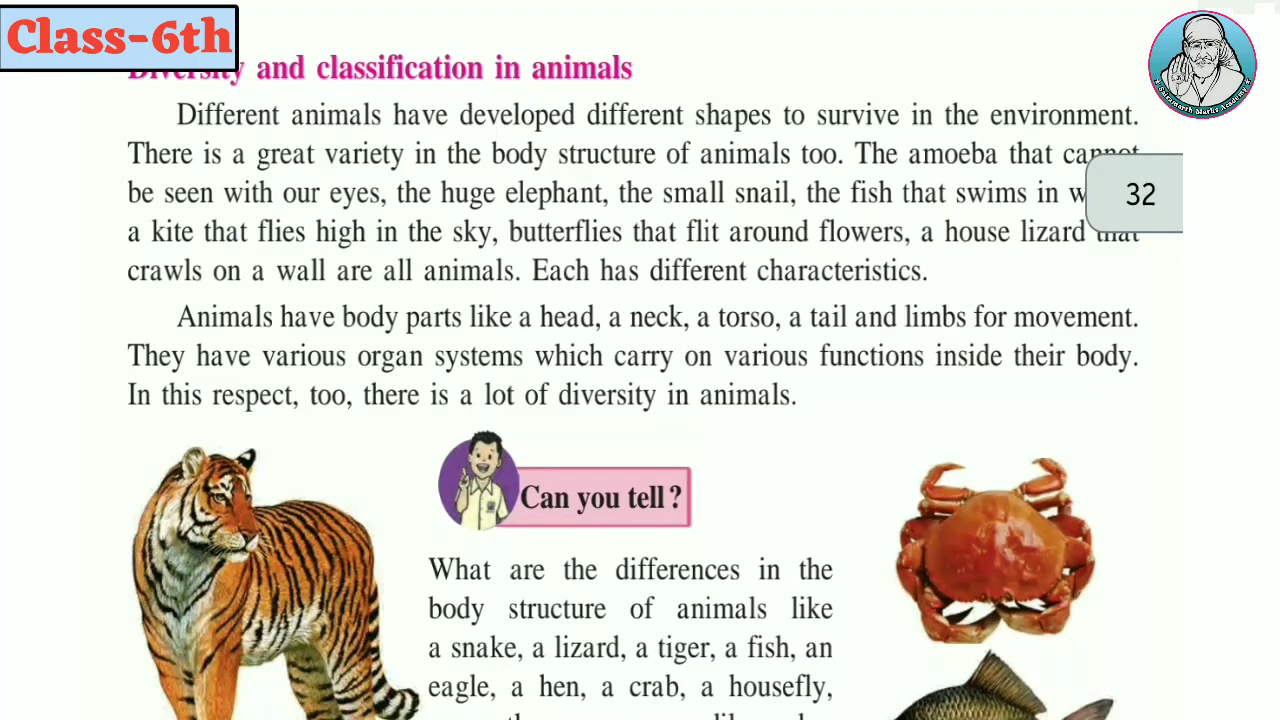 Class-6th
Diversity and classification in animals
Different animals have developed different shapes to survive in the environment.
There is a great variety in the body structure of animals too. The amoeba that cannot
be seen with our eyes, the huge elephant, the small snail, the fish that swims in
32
a kite that flies high in the sky, butterflies that flit around flowers, a house lizard that
crawls on a wall are all animals. Each has different characteristics.
Animals have body parts like a head, a neck, a torso, a tail and limbs for movement.
They have various organ systems which carry on various functions inside their body.
In this respect, too, there is a lot of diversity in animals.
Can you tell?
What are the differences in the
body structure of animals like
a snake, a lizard, a tiger, a fish, an
eagle, a hen, a crab, a housefly,